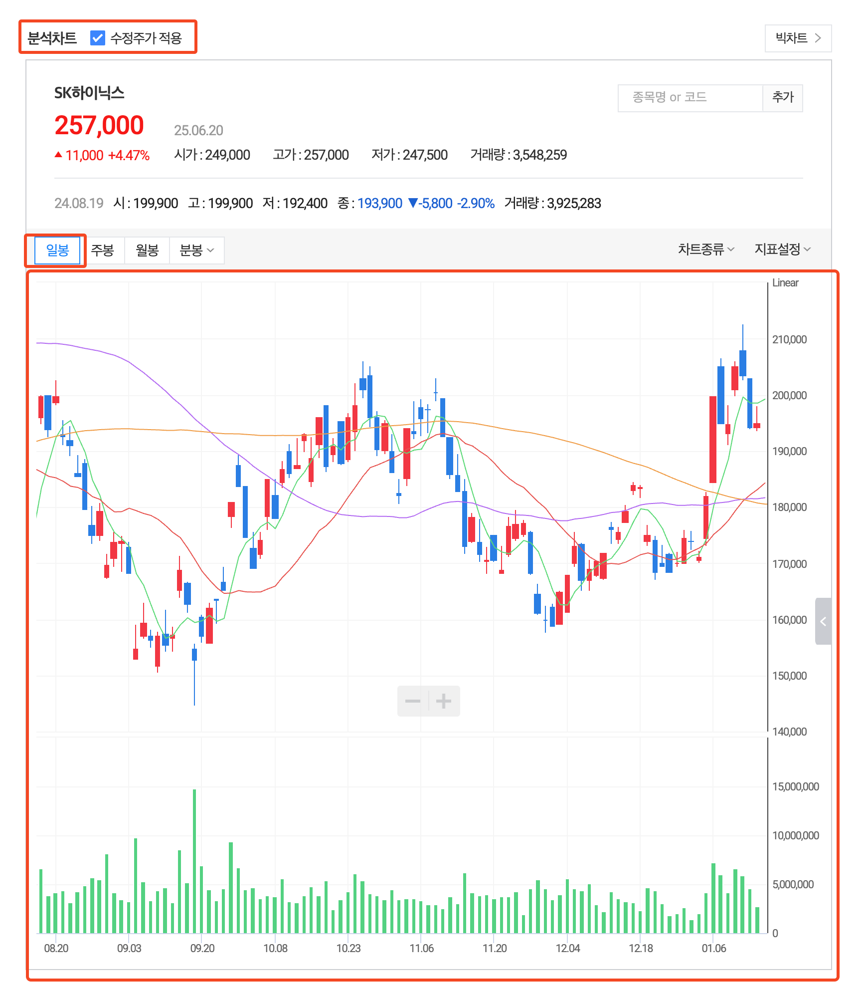 분석차트 수정주가 적용 빅차트
SK하이닉스
종목명 or 코드 추가
257,000 25.06.20
▲ 11,000 +4.47% 시가 : 249,000 고가 : 257,000 저가 : 247,500 거래량 : 3,548,259
24.08.19 시 : 199,900 고 : 199,900 저 : 192,400 종 : 193,900 ▼-5,800 -2.90% 거래량 : 3,925,283
일봉 주봉 월봉 분봉 차트종류 지표설정
Linear
210,000
200,000
190,000
180,000
170,000
160,000
150,000
140,000
15,000,000
10,000,000
5,000,000
0
08.20 09.03 09.20 10.08 10.23 11.06 11.20 12.04 12.18 01.06